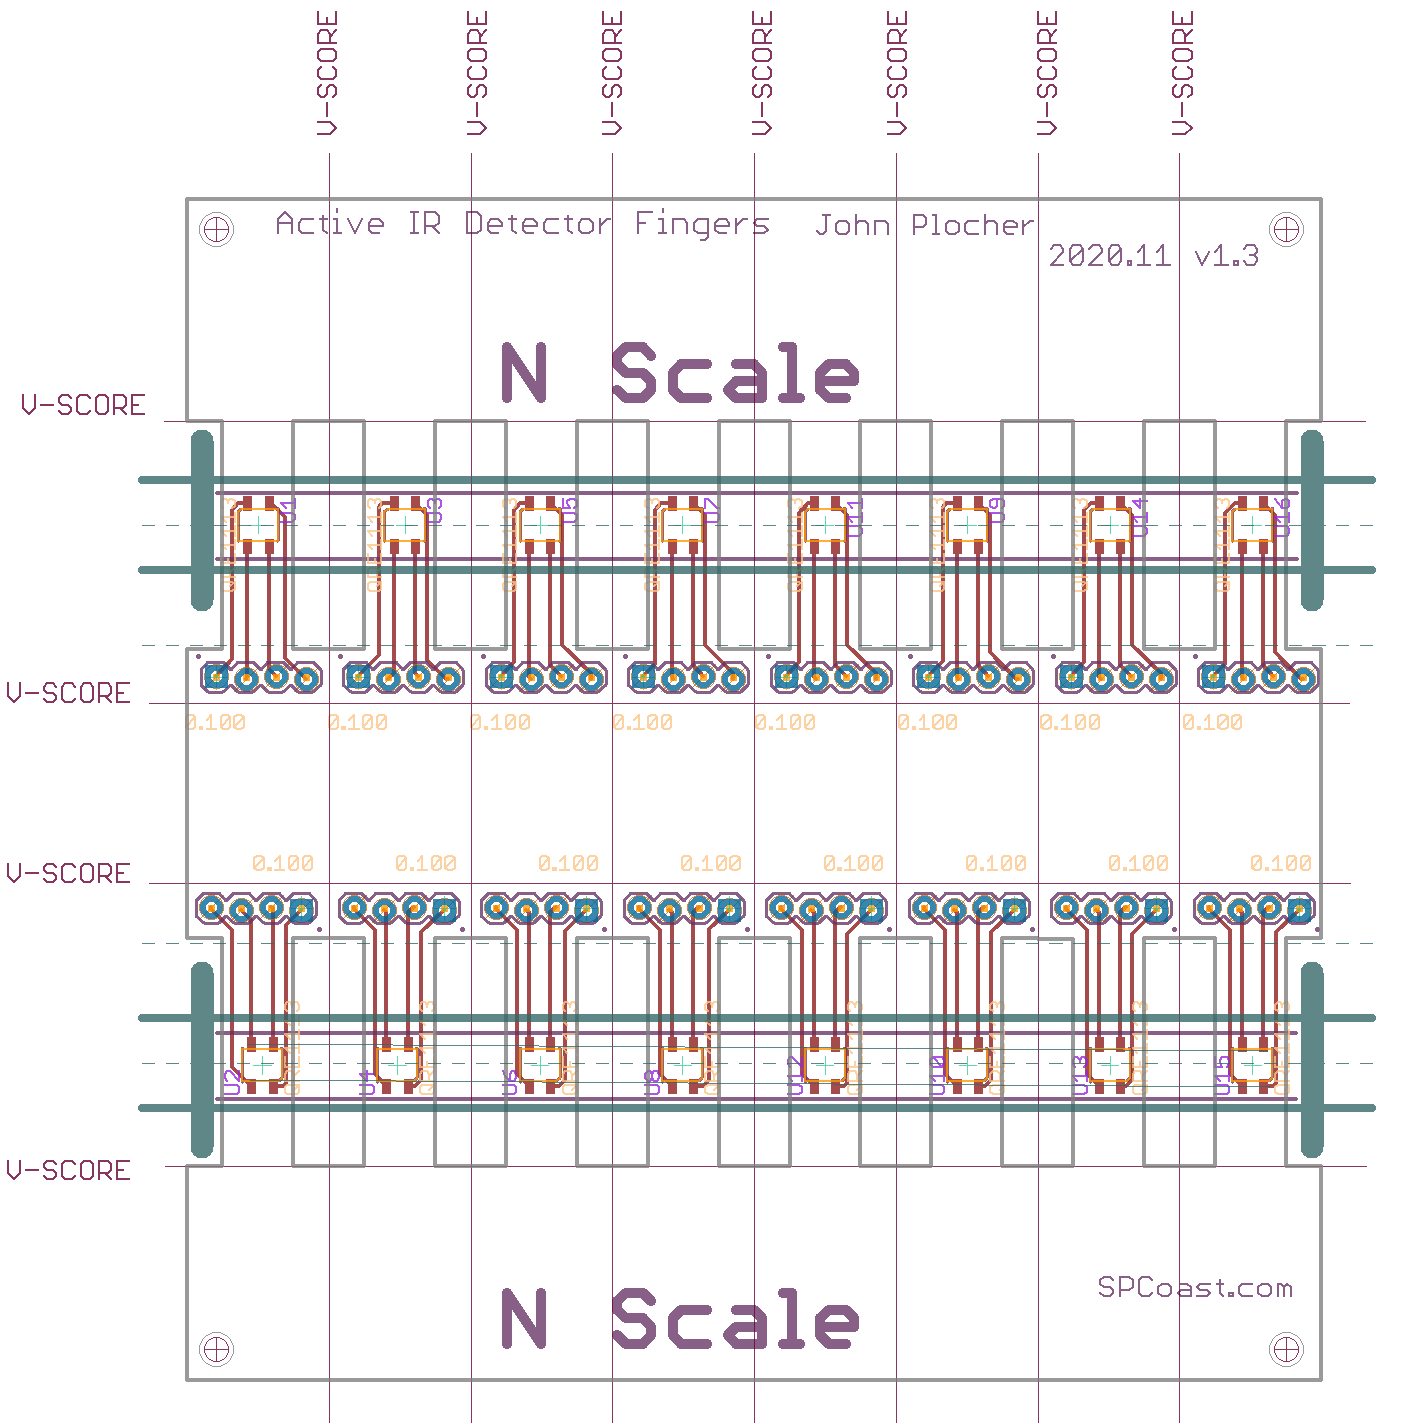 V-SCORE V-SCORE V-SCORE V-SCORE V-SCORE V-SCORE V-SCORE
Active IR Detector Fingers John Plocher
2020.11 v1.3
N Scale
V-SCORE
U1 U3 U5 U7 U11 U9 U14 U16
V-SCORE
0.100 0.100 0.100 0.100 0.100 0.100 0.100 0.100
0.100 0.100 0.100 0.100 0.100 0.100 0.100 0.100
V-SCORE
U2 U4 U6 U8 U12 U10 U13 U15
V-SCORE
SPCoast.com
N Scale